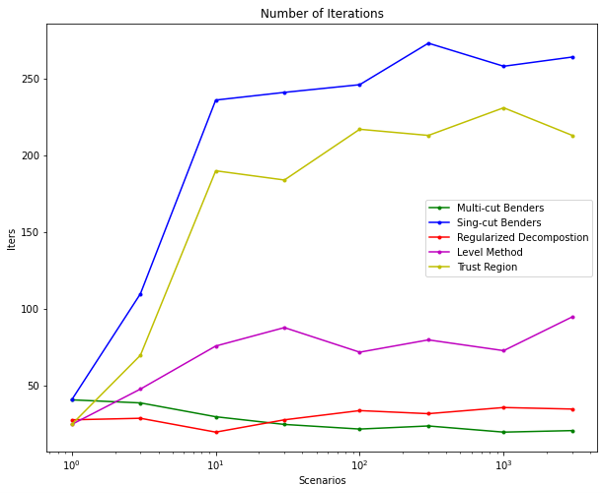 Number of Iterations
Iters
250
200
150
100
50
Multi-cut Benders
Sing-cut Benders
Regularized Decompostion
Level Method
Trust Region
10⁰
10¹
10²
10³
Scenarios